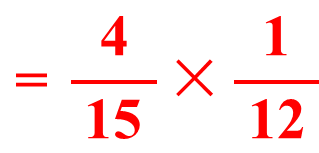 = 4/15 × 1/12